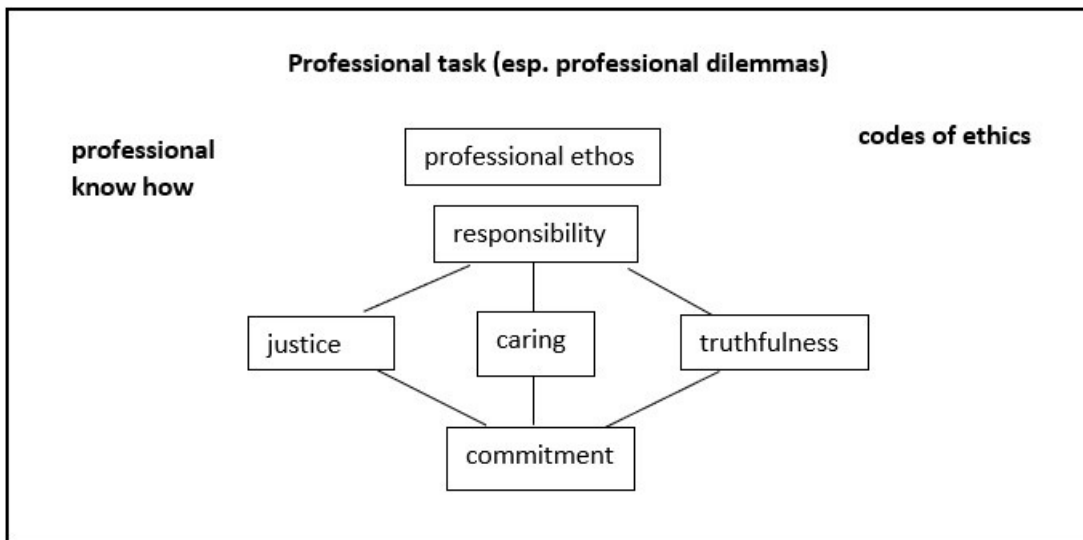 Professional task (esp. professional dilemmas)
professional
know how
professional ethos
codes of ethics
responsibility
justice
caring
truthfulness
commitment